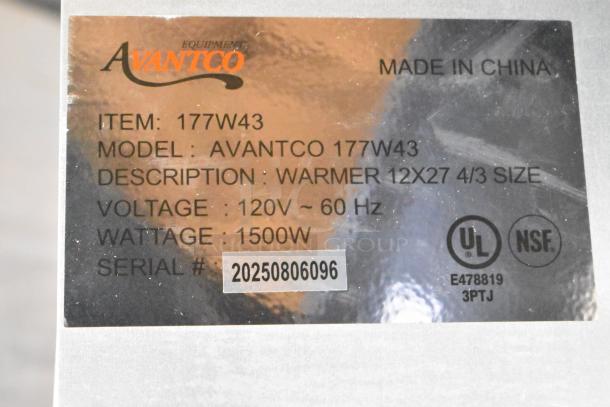 EQUIPMENT
AVANTCO
MADE IN CHINA
ITEM: 177W43
MODEL : AVANTCO 177W43
DESCRIPTION : WARMER 12X27 4/3 SIZE
VOLTAGE : 120V ~ 60 Hz
WATTAGE : 1500W
GROUP
SERIAL # 20250806096
UL
®
NSF.
E478819
3PTJ